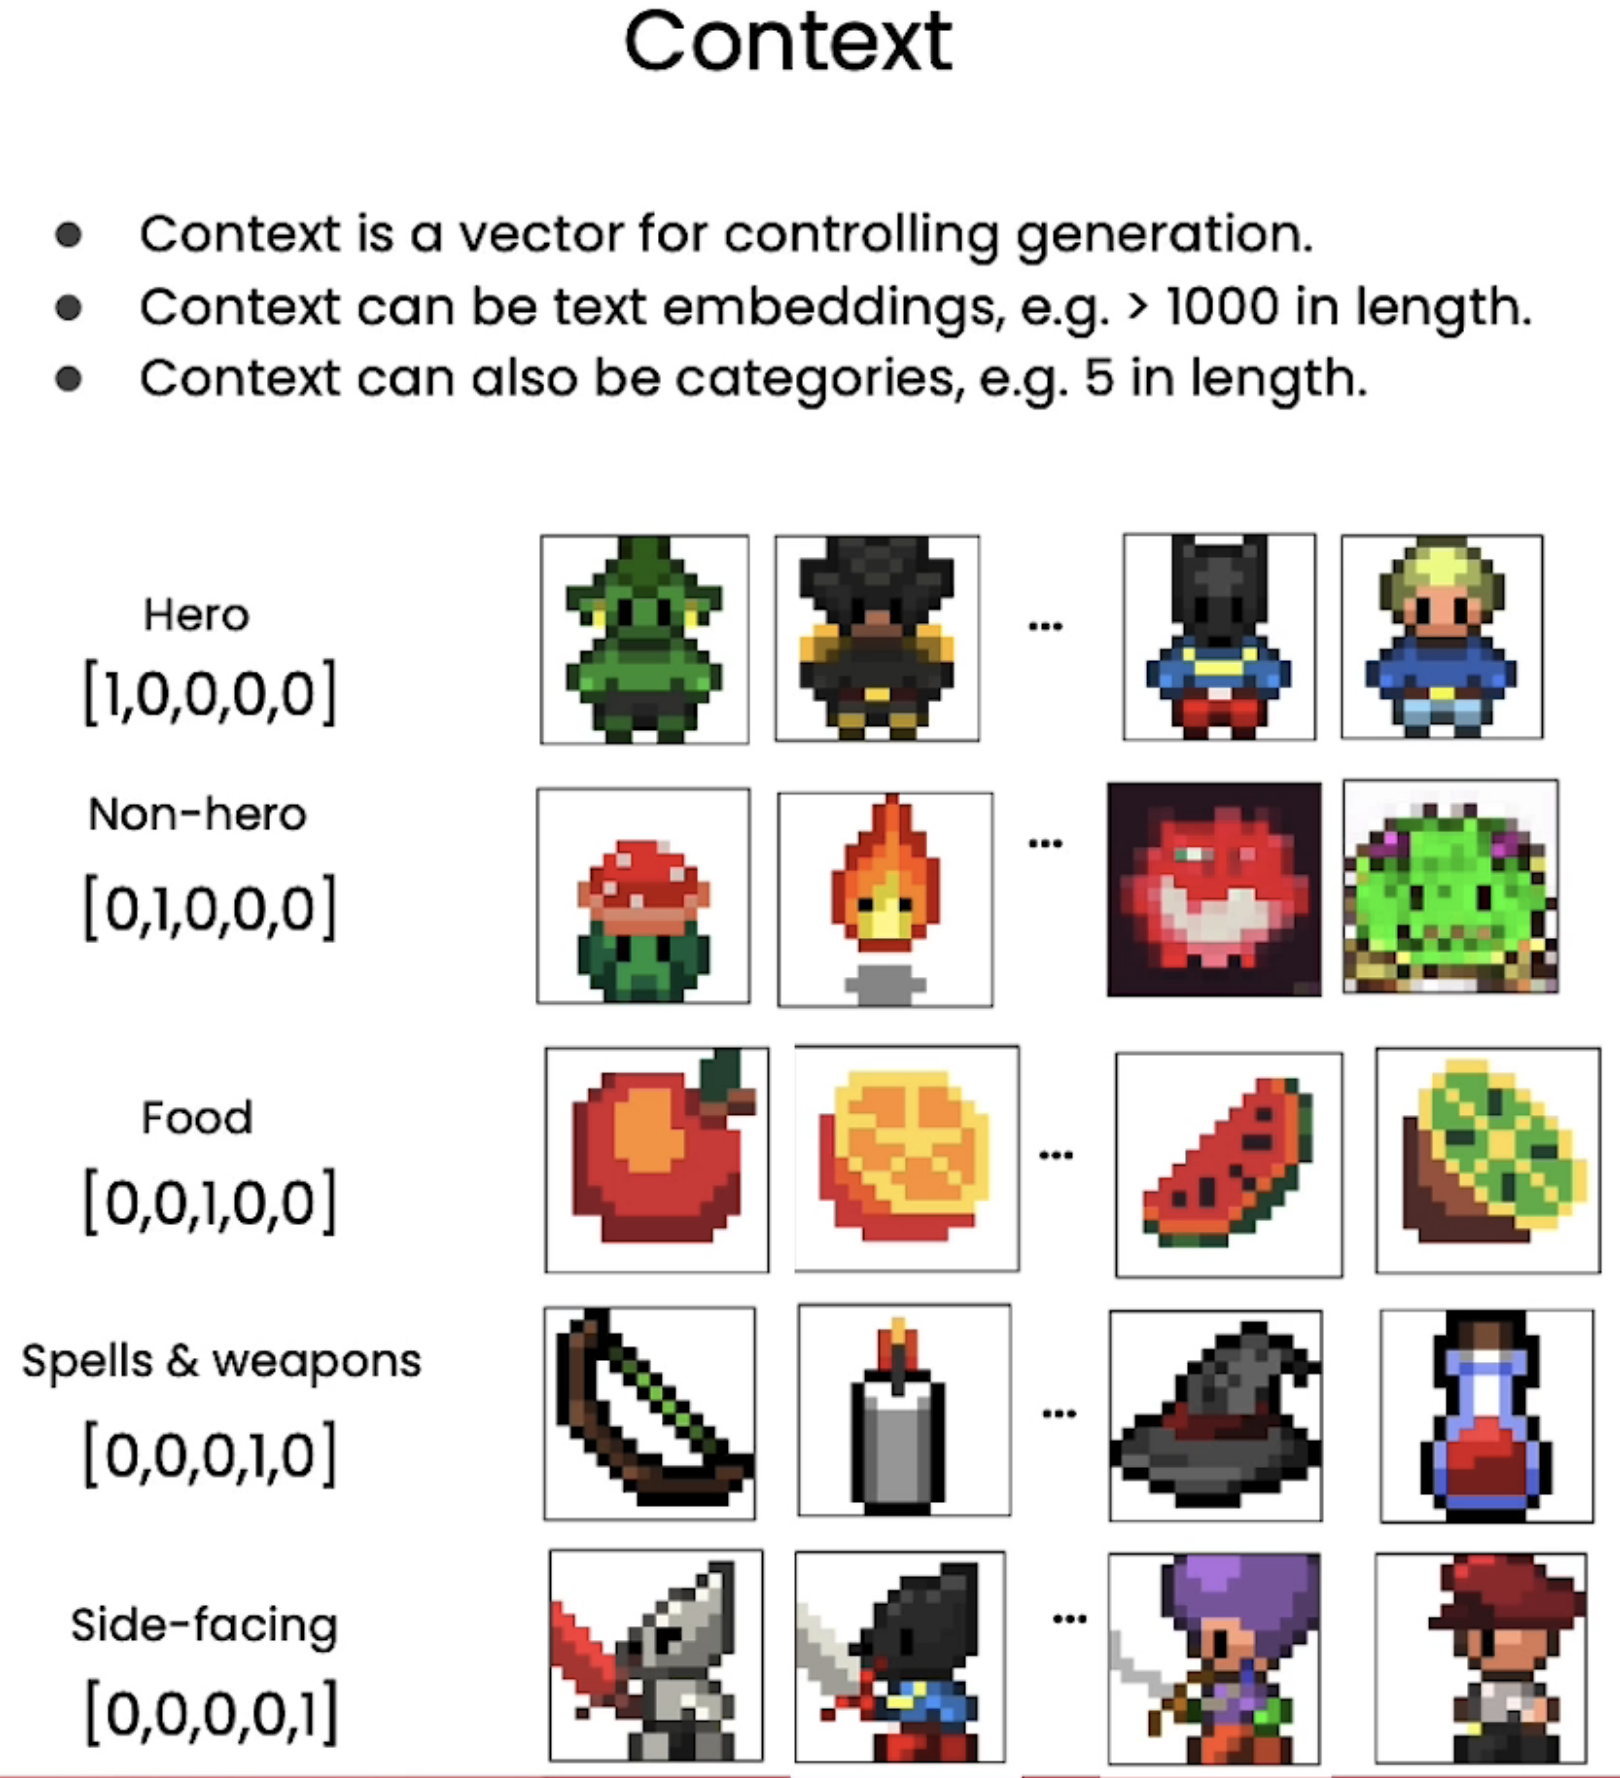 Context
● Context is a vector for controlling generation.
● Context can be text embeddings, e.g. > 1000 in length.
● Context can also be categories, e.g. 5 in length.
Hero
[1,0,0,0,0]
...
Non-hero
[0,1,0,0,0]
...
Food
[0,0,1,0,0]
...
Spells & weapons
[0,0,0,1,0]
...
Side-facing
[0,0,0,0,1]
...